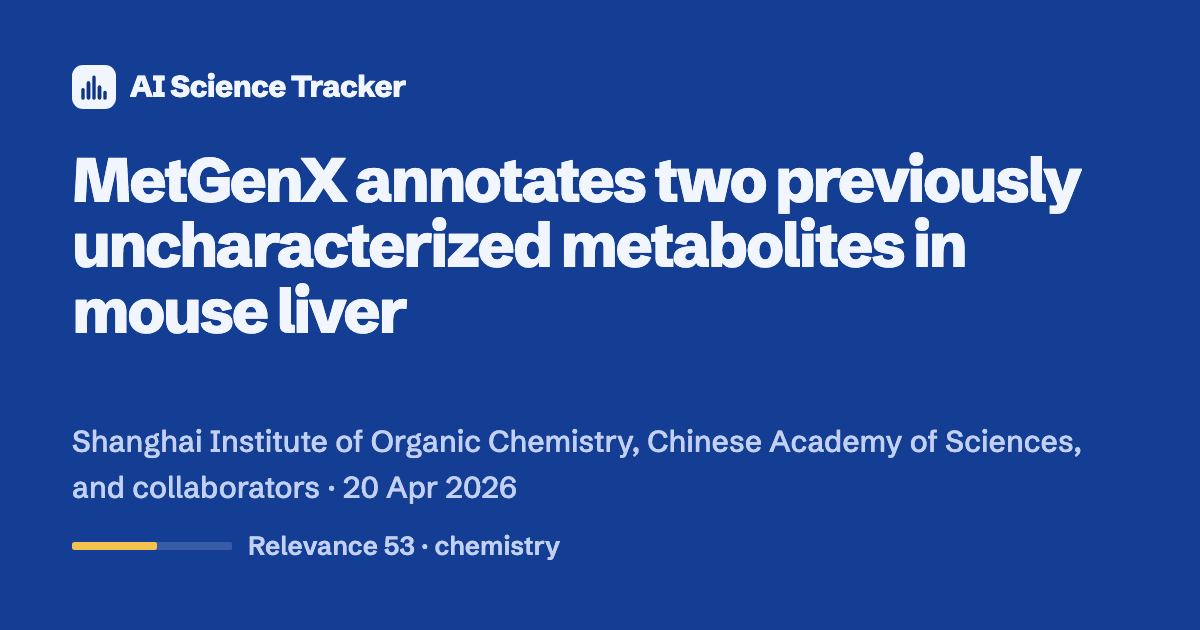 AI Science Tracker
MetGenX annotates two previously
uncharacterized metabolites in
mouse liver
Shanghai Institute of Organic Chemistry, Chinese Academy of Sciences,
and collaborators · 20 Apr 2026
Relevance 53 · chemistry